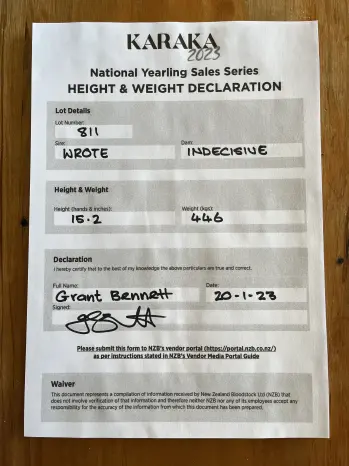 KARAKA
2023
National Yearling Sales Series
HEIGHT & WEIGHT DECLARATION
Lot Details
Lot Number:
811
Sire: Dam:
WROTE INDECISIVE
Height & Weight
Height (hands & inches): Weight (kgs):
15.2 446
Declaration
I hereby certify that to the best of my knowledge the above particulars are true and correct.
Full Name: Date:
Grant Bennett 20-1-23
Signed:
Please submit this form to NZB's vendor portal (https://portal.nzb.co.nz/)
as per instructions stated in NZB's Vendor Media Portal Guide
Waiver
This document represents a compilation of information received by New Zealand Bloodstock Ltd (NZB) that
does not involve verification of that information and therefore neither NZB nor any of its employees accept any
responsibility for the accuracy of the information from which this document has been prepared.